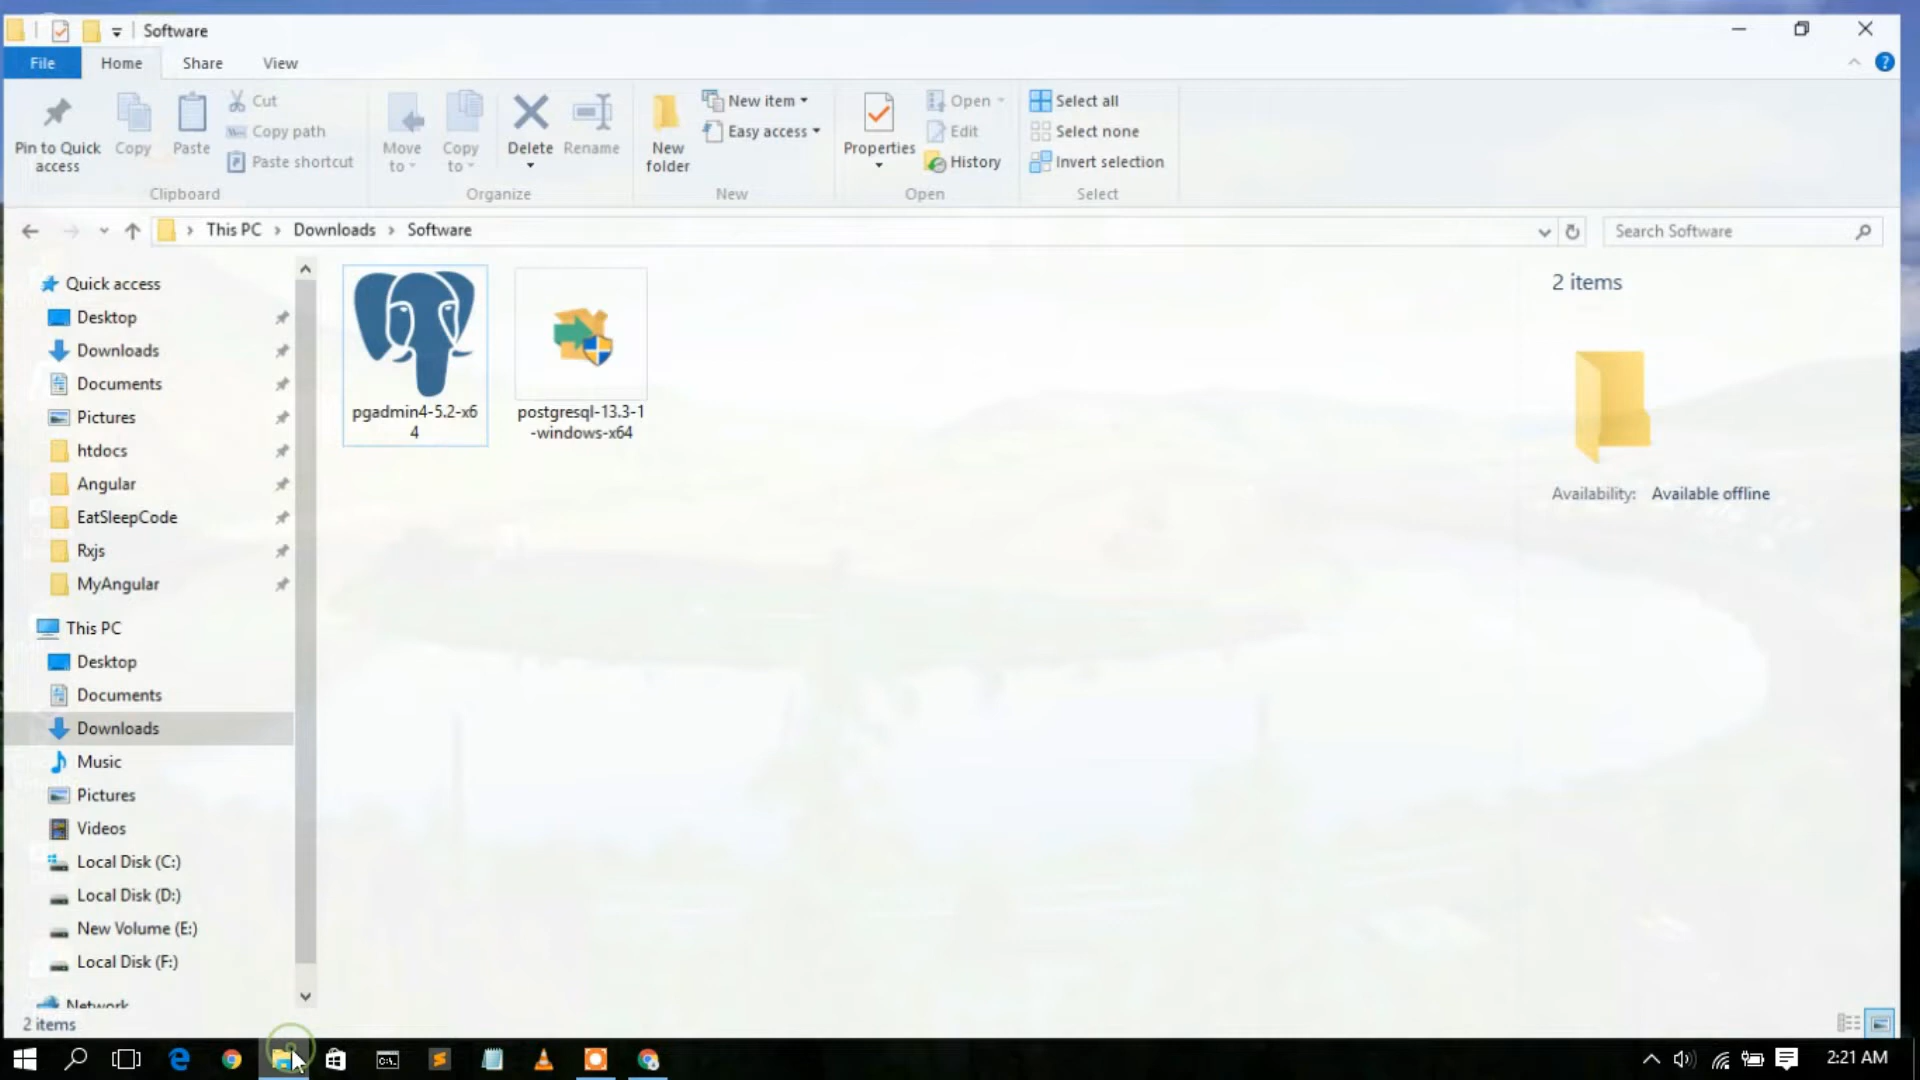 Software
File
Home
Share
View
Pin to Quick
access
Copy
Paste
Cut
Copy path
Paste shortcut
Clipboard
Move
to
Copy
to
Delete
Rename
Organize
New
folder
New item
Easy access
New
Properties
Open
Edit
History
Open
Select all
Select none
Invert selection
Select
This PC
Downloads
Software
Search Software
Quick access
Desktop
Downloads
Documents
Pictures
htdocs
Angular
EatSleepCode
Rxjs
MyAngular
This PC
Desktop
Documents
Downloads
Music
Pictures
Videos
Local Disk (C:)
Local Disk (D:)
New Volume (E:)
Local Disk (F:)
Network
pgadmin4-5.2-x6
4
postgresql-13.3-1
-windows-x64
2 items
Availability: Available offline
2 items
2:21 AM